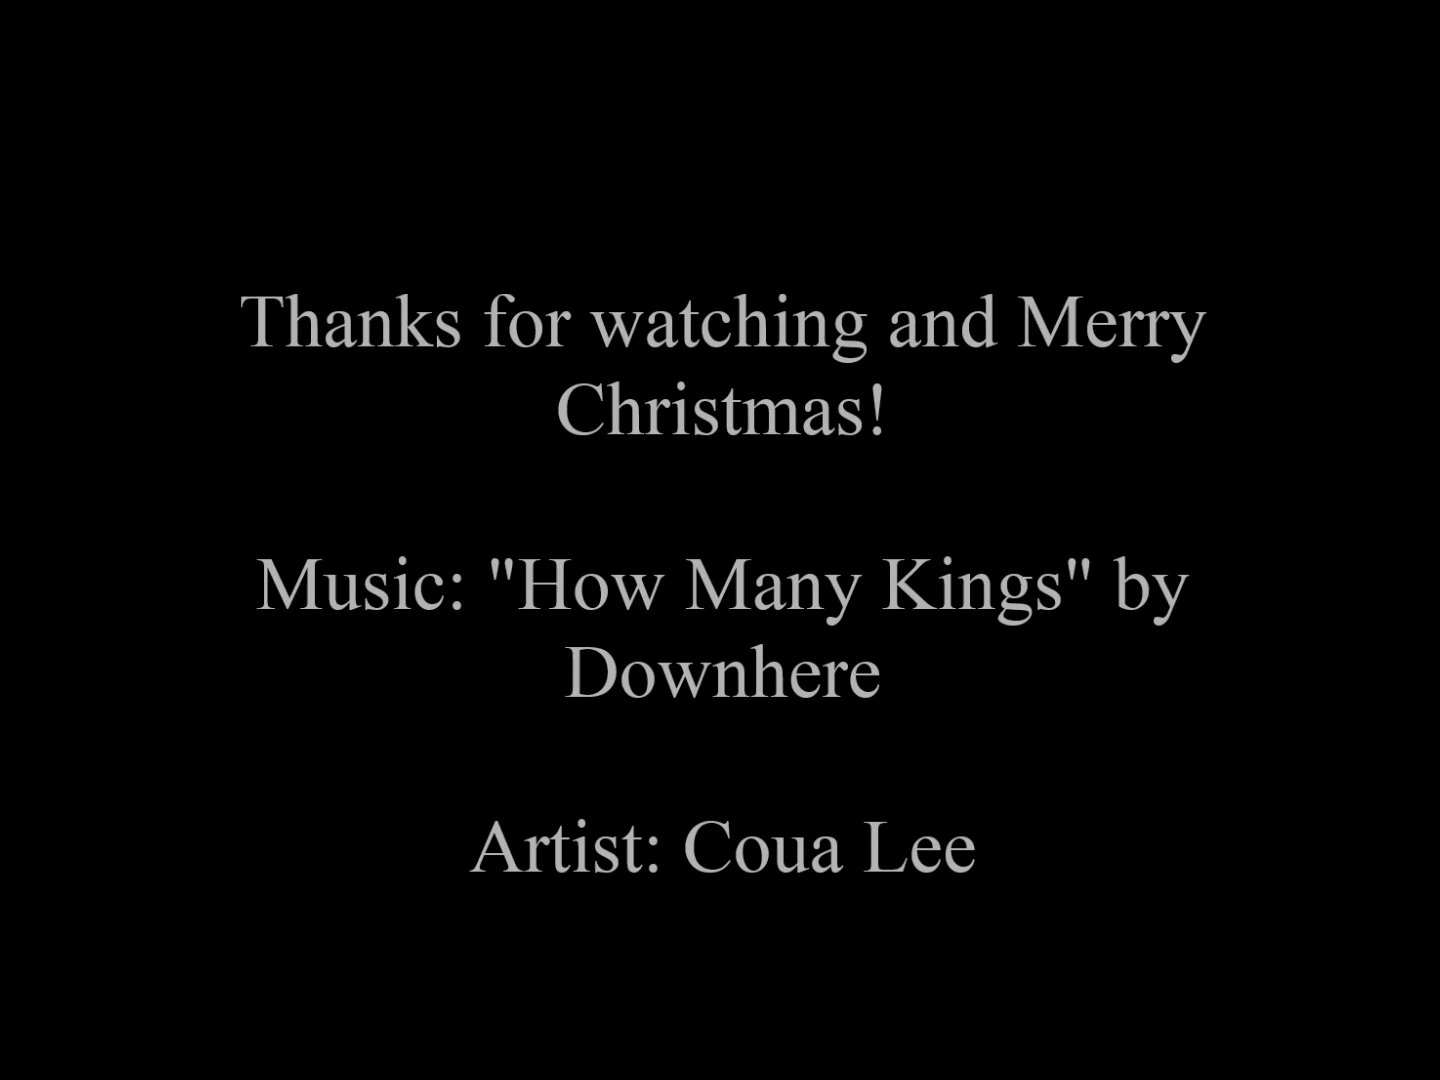 Thanks for watching and Merry
Christmas!
Music: "How Many Kings" by
Downhere
Artist: Coua Lee